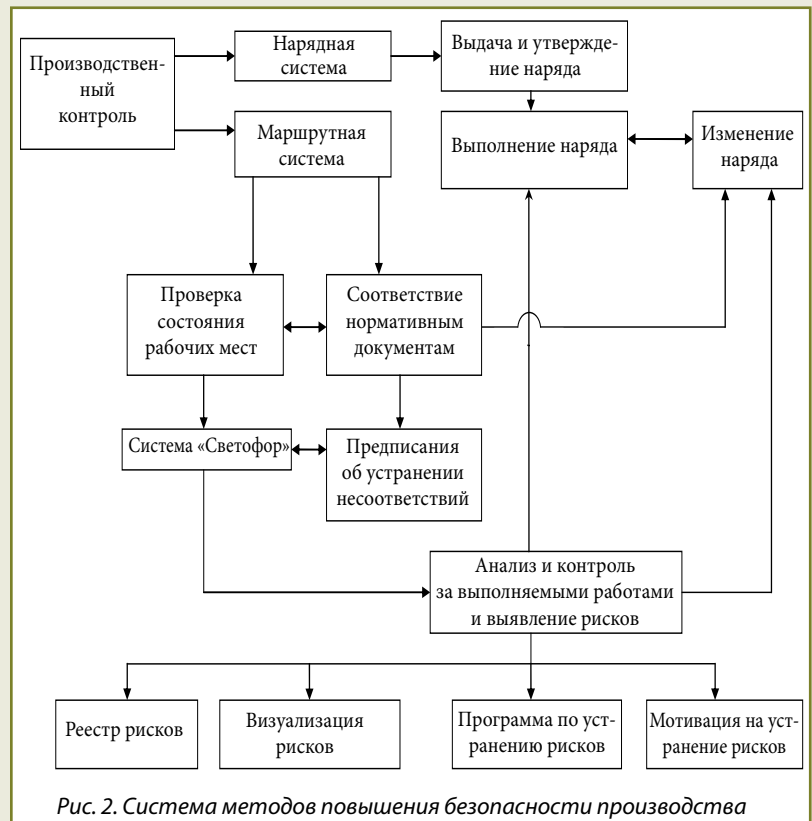 Производствен-
ный
контроль
Нарядная
система
Выдача и утвержде-
ние наряда
Маршрутная
система
Выполнение наряда
Изменение
наряда
Проверка
состояния
рабочих мест
Соответствие
нормативным
документам
Система «Светофор»
Предписания
об устранении
несоответствий
Анализ и контроль
за выполняемыми работами
и выявление рисков
Реестр рисков
Визуализация
рисков
Программа по уст-
ранению рисков
Мотивация на уст-
ранение рисков
Рис. 2. Система методов повышения безопасности производства